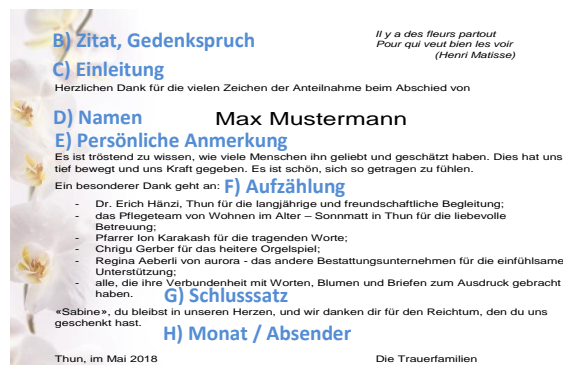 B) Zitat, Gedenkspruch
Il y a des fleurs partout
Pour qui veut bien les voir
(Henri Matisse)
C) Einleitung
Herzlichen Dank für die vielen Zeichen der Anteilnahme beim Abschied von
D) Namen
Max Mustermann
E) Persönliche Anmerkung
Es ist tröstend zu wissen, wie viele Menschen ihn geliebt und geschätzt haben. Dies hat uns
tief bewegt und uns Kraft gegeben. Es ist schön, sich so getragen zu fühlen.
Ein besonderer Dank geht an: F) Aufzählung
- Dr. Erich Hänzi, Thun für die langjährige und freundschaftliche Begleitung;
- das Pflegeteam von Wohnen im Alter – Sonnmatt in Thun für die liebevolle
Betreuung;
- Pfarrer Ion Karakash für die tragenden Worte;
- Chrigu Gerber für das heitere Orgelspiel;
- Regina Aeberli von aurora - das andere Bestattungsunternehmen für die einfühlsame
Unterstützung;
- alle, die ihre Verbundenheit mit Worten, Blumen und Briefen zum Ausdruck gebracht
haben.
G) Schlusssatz
«Sabine», du bleibst in unseren Herzen, und wir danken dir für den Reichtum, den du uns
geschenkt hast.
H) Monat / Absender
Thun, im Mai 2018
Die Trauerfamilien